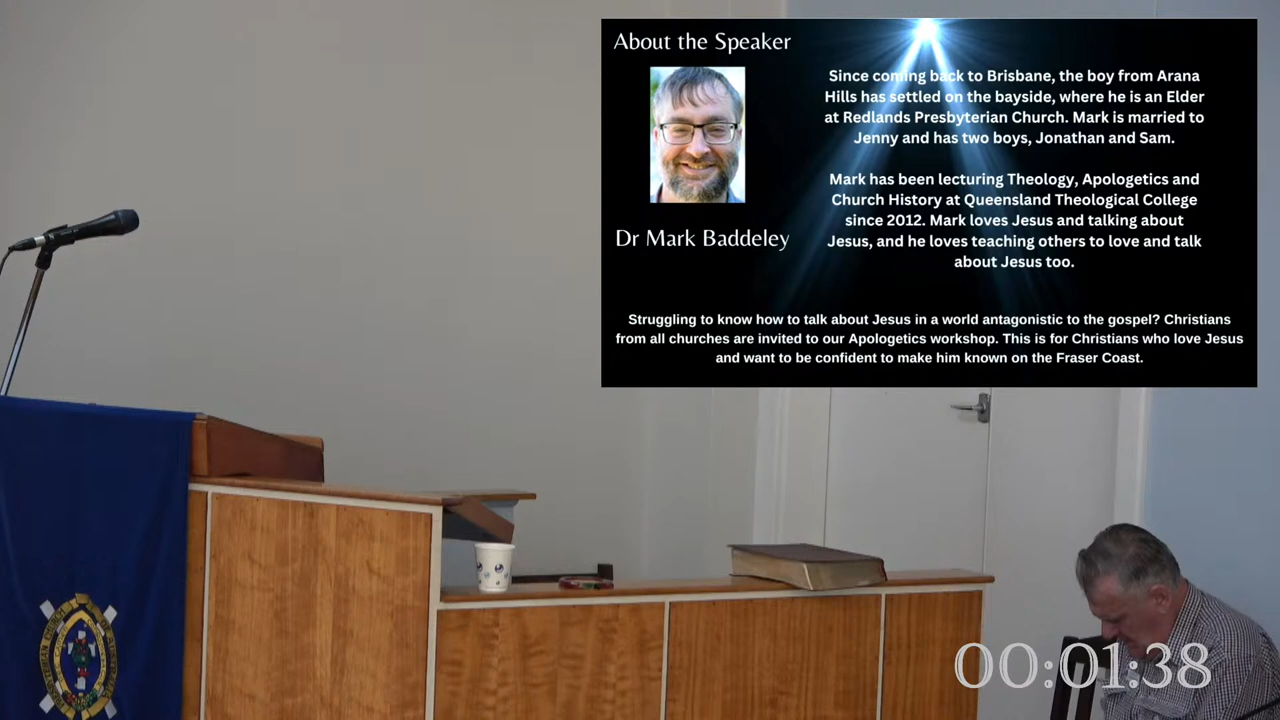 About the Speaker
Since coming back to Brisbane, the boy from Arana
Hills has settled on the bayside, where he is an Elder
at Redlands Presbyterian Church. Mark is married to
Jenny and has two boys, Jonathan and Sam.
Mark has been lecturing Theology, Apologetics and
Church History at Queensland Theological College
since 2012. Mark loves Jesus and talking about
Jesus, and he loves teaching others to love and talk
about Jesus too.
Dr Mark Baddeley
Struggling to know how to talk about Jesus in a world antagonistic to the gospel? Christians
from all churches are invited to our Apologetics workshop. This is for Christians who love Jesus
and want to be confident to make him known on the Fraser Coast.
00:01:38